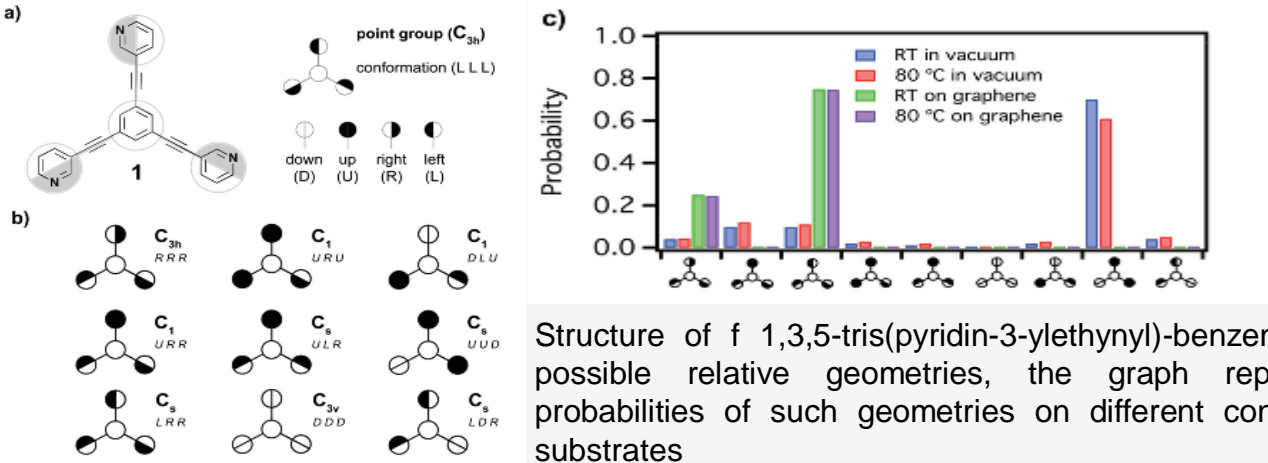 a)
N
N
N
1
point group (C3h)
conformation (L L L)
down up right left
(D) (U) (R) (L)
b)
C3h C1 C1
RRR URU DLU
C1 Cs Cs
URR ULR UUD
Cs C3v Cs
LRR DDD LDR
c)
Probability
1.0
0.8
0.6
0.4
0.2
0.0
RT in vacuum
80 °C in vacuum
RT on graphene
80 °C on graphene
Structure of f 1,3,5-tris(pyridin-3-ylethynyl)-benzen
possible relative geometries, the graph rep
probabilities of such geometries on different con
substrates